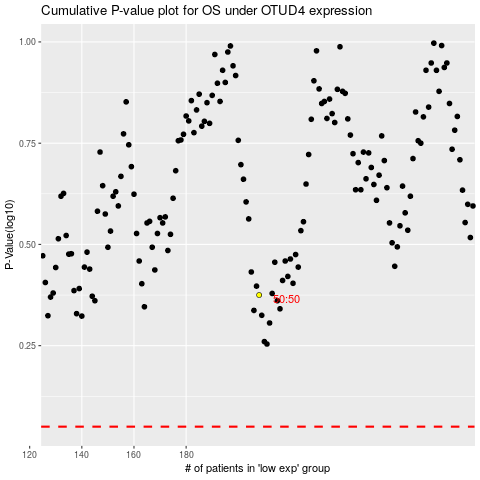 Cumulative P-value plot for OS under OTUD4 expression
P-Value(log10)
1.00
0.75
0.50
0.25
50:50
120 140 160 180
# of patients in 'low exp' group